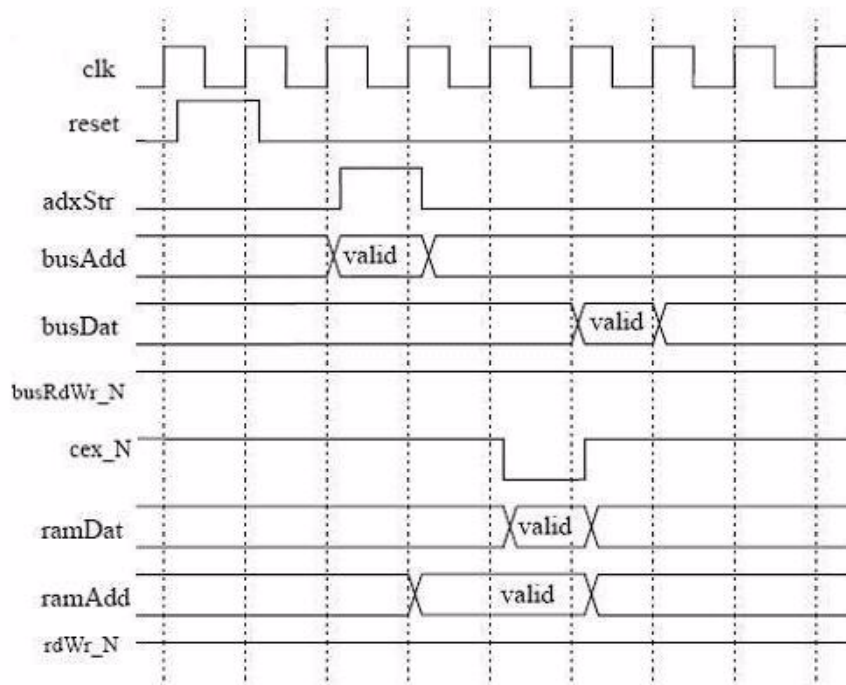 clk
reset
adxStr
busAdd valid
busDat valid
busRdWr_N
cex_N
ramDat valid
ramAdd valid
rdWr_N